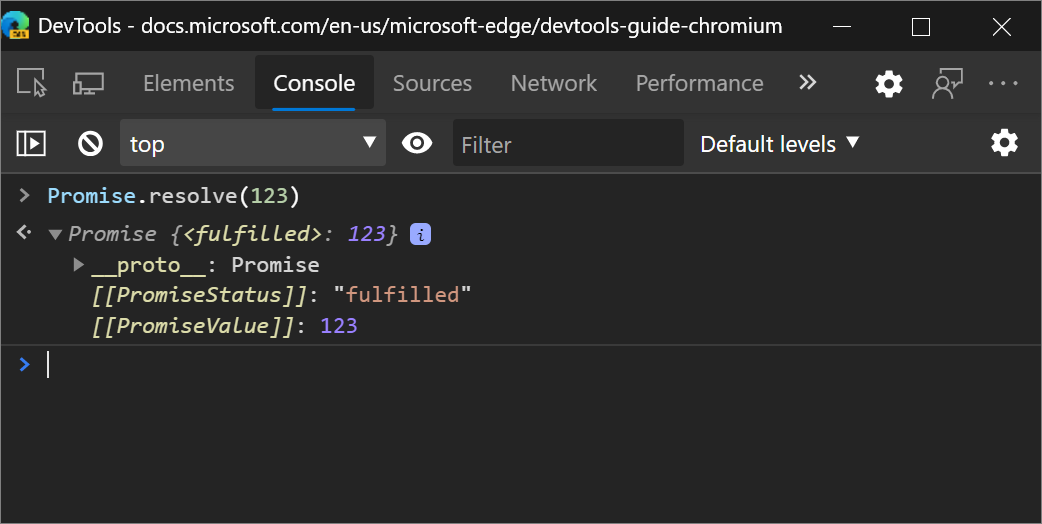 DevTools - docs.microsoft.com/en-us/microsoft-edge/devtools-guide-chromium
Elements Console Sources Network Performance
top Filter Default levels
> Promise.resolve(123)
Promise {<fulfilled>: 123} i
__proto__: Promise
[[PromiseStatus]]: "fulfilled"
[[PromiseValue]]: 123
>